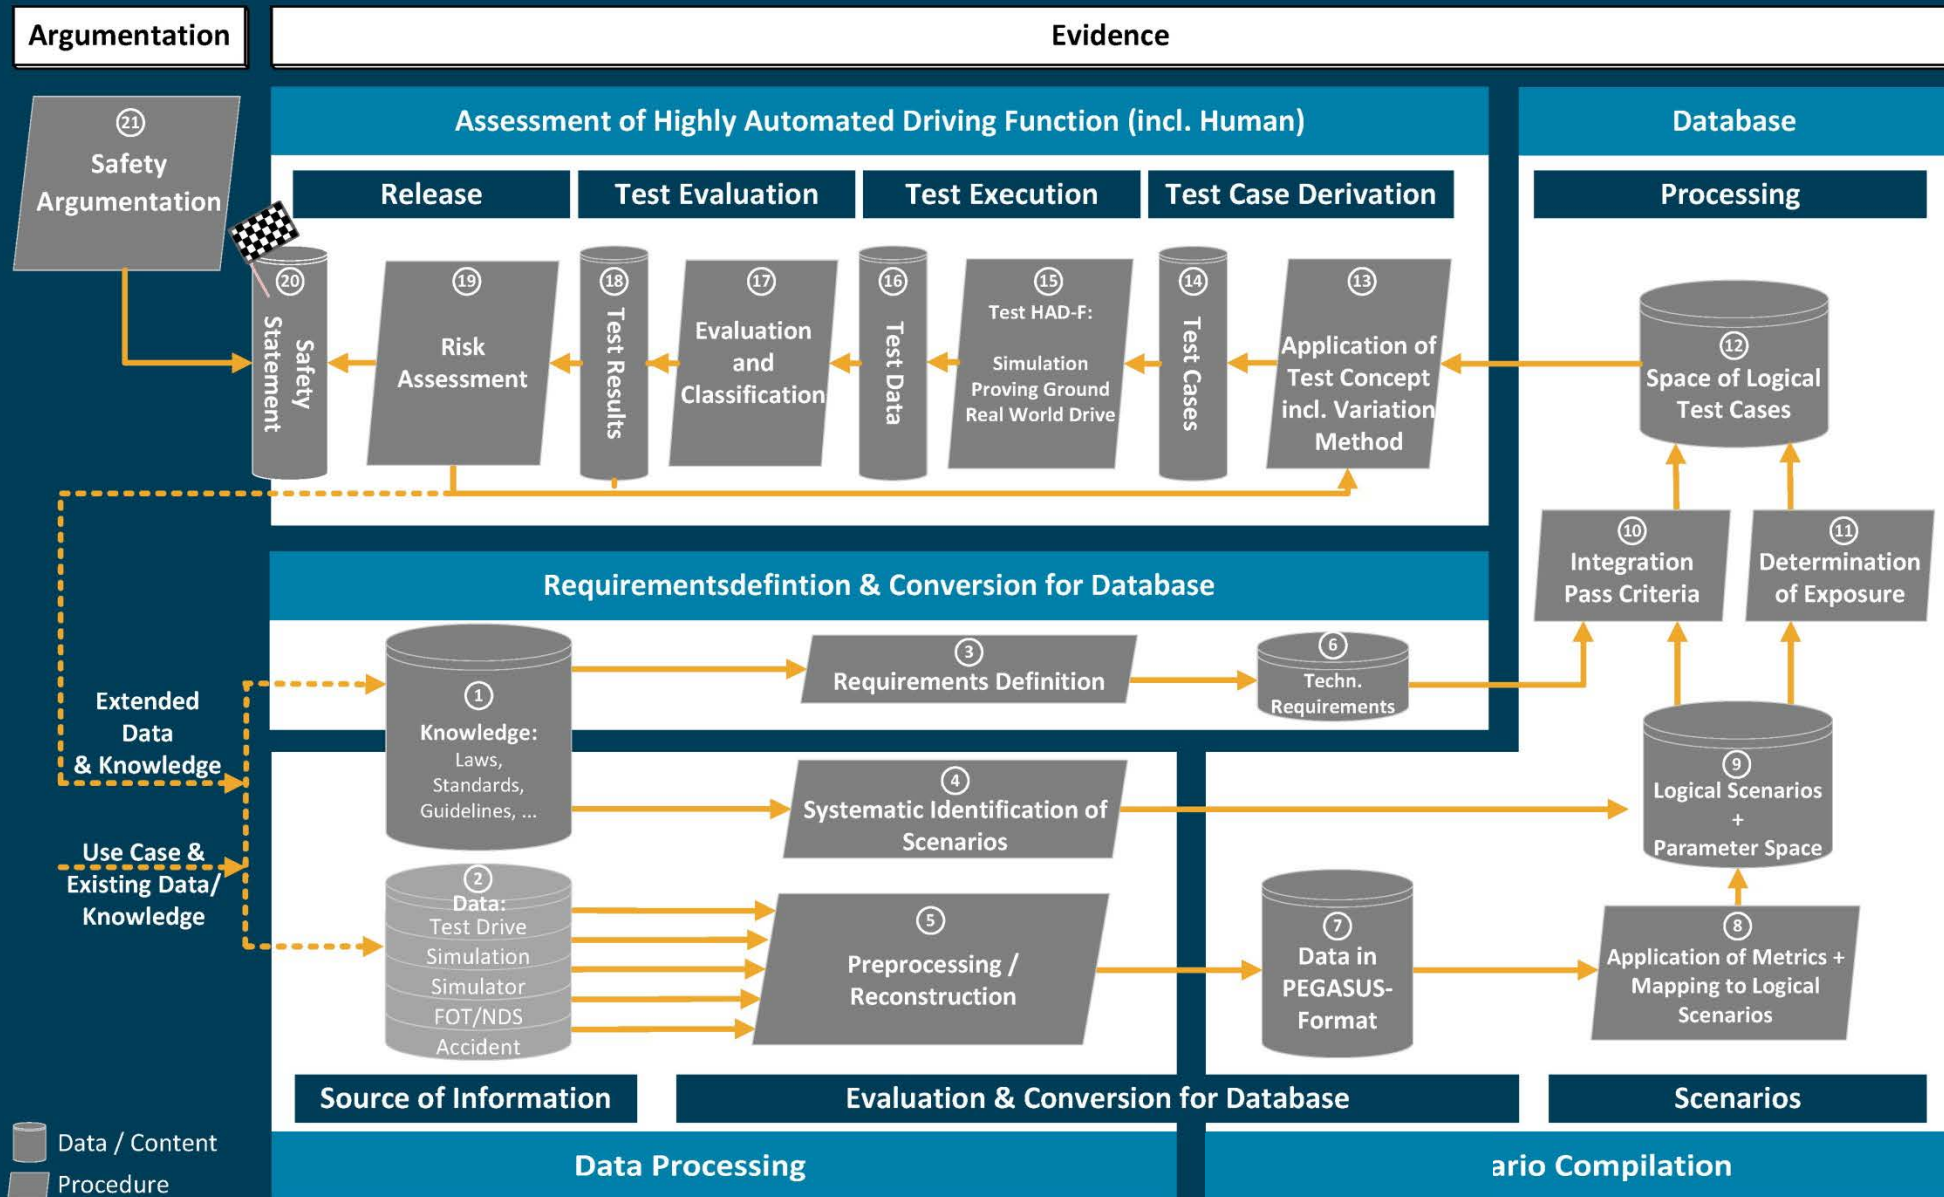 Argumentation
Evidence
Assessment of Highly Automated Driving Function (incl. Human)
Database
Release
Test Evaluation
Test Execution
Test Case Derivation
Processing
21
Safety
Argumentation
20
Safety
Statement
19
Risk
Assessment
18
Test Results
17
Evaluation
and
Classification
16
Test Data
15
Test HAD-F:
Simulation
Proving Ground
Real World Drive
14
Test Cases
13
Application of
Test Concept
incl. Variation
Method
12
Space of Logical
Test Cases
10
Integration
Pass Criteria
11
Determination
of Exposure
Requirementsdefintion & Conversion for Database
1
Knowledge:
Laws,
Standards,
Guidelines, ...
3
Requirements Definition
6
Techn.
Requirements
Extended
Data
& Knowledge
Use Case &
Existing Data/
Knowledge
4
Systematic Identification of
Scenarios
9
Logical Scenarios
+
Parameter Space
2
Data:
Test Drive
Simulation
Simulator
FOT/NDS
Accident
5
Preprocessing /
Reconstruction
7
Data in
PEGASUS-
Format
8
Application of Metrics +
Mapping to Logical
Scenarios
Source of Information
Evaluation & Conversion for Database
Scenarios
Data Processing
ario Compilation
Data / Content
Procedure